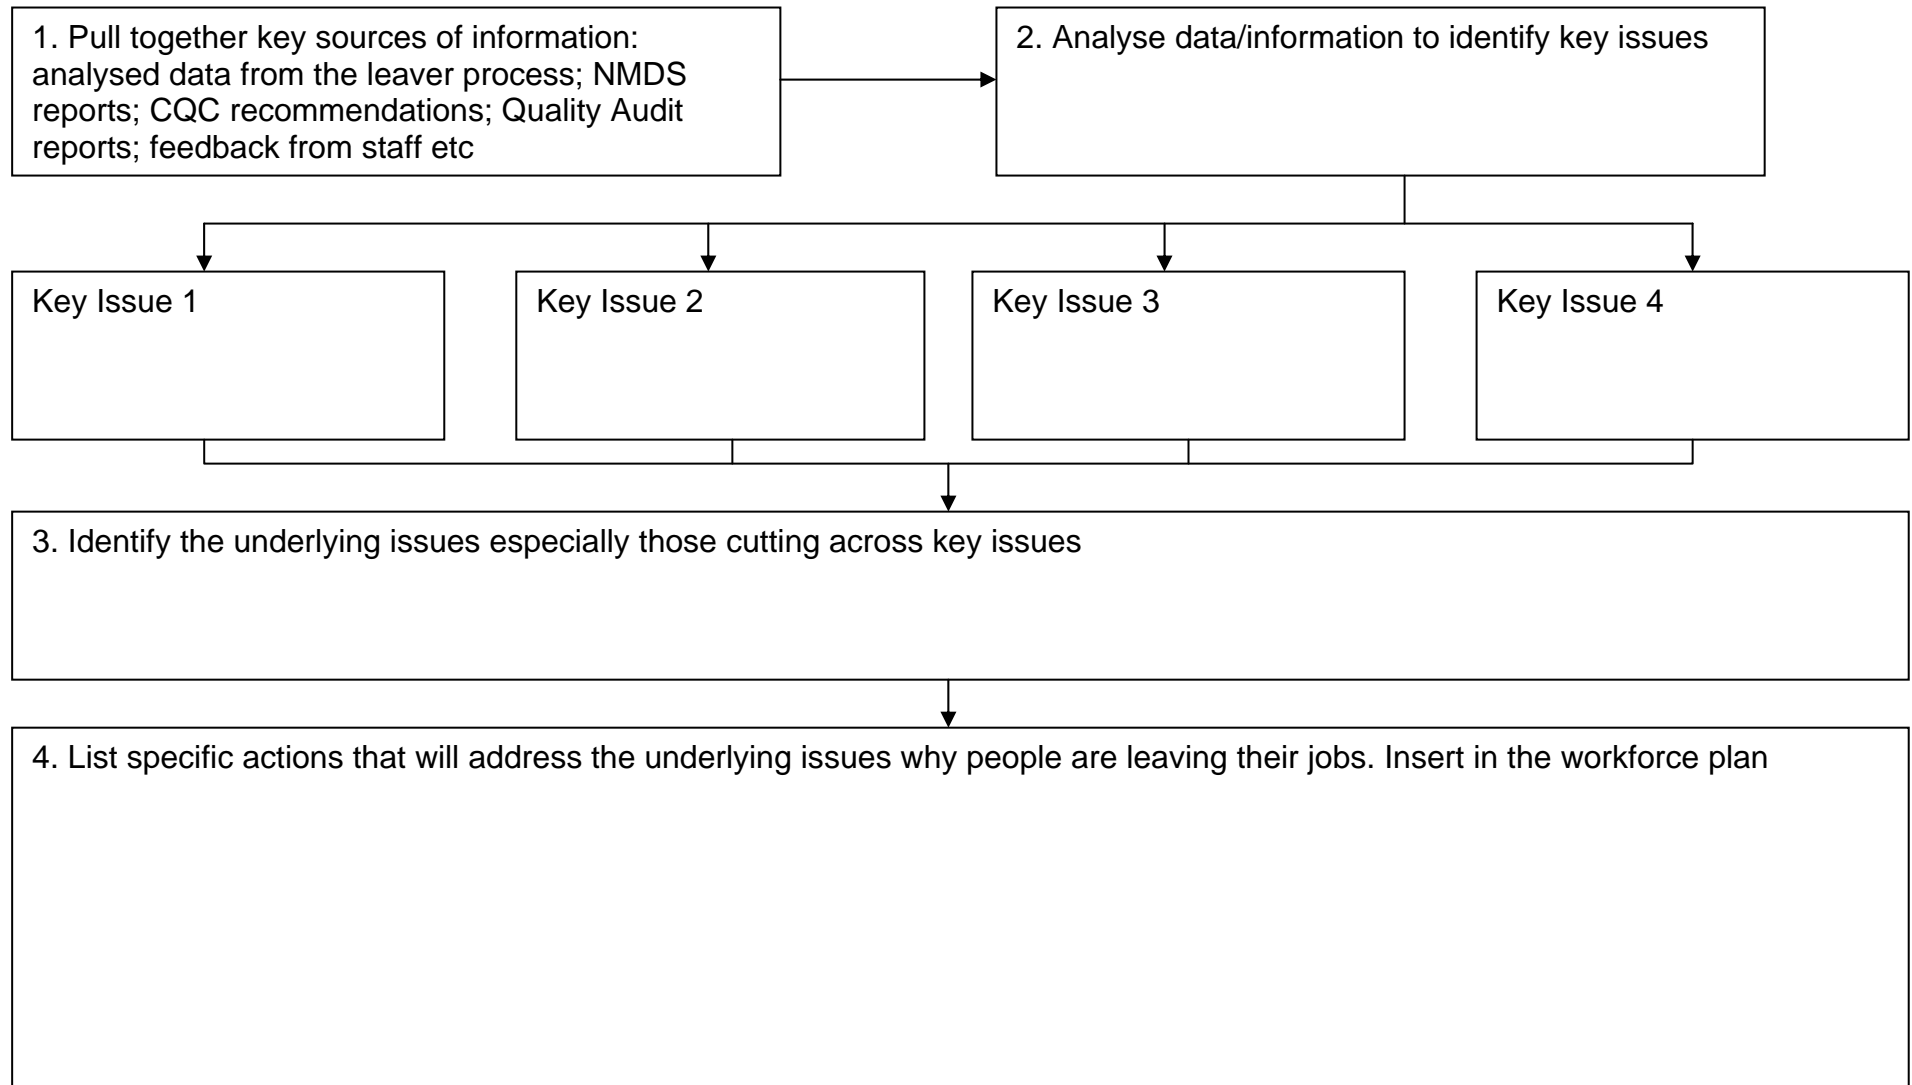 1. Pull together key sources of information:
analysed data from the leaver process; NMDS
reports; CQC recommendations; Quality Audit
reports; feedback from staff etc
2. Analyse data/information to identify key issues
Key Issue 1
Key Issue 2
Key Issue 3
Key Issue 4
3. Identify the underlying issues especially those cutting across key issues
4. List specific actions that will address the underlying issues why people are leaving their jobs. Insert in the workforce plan